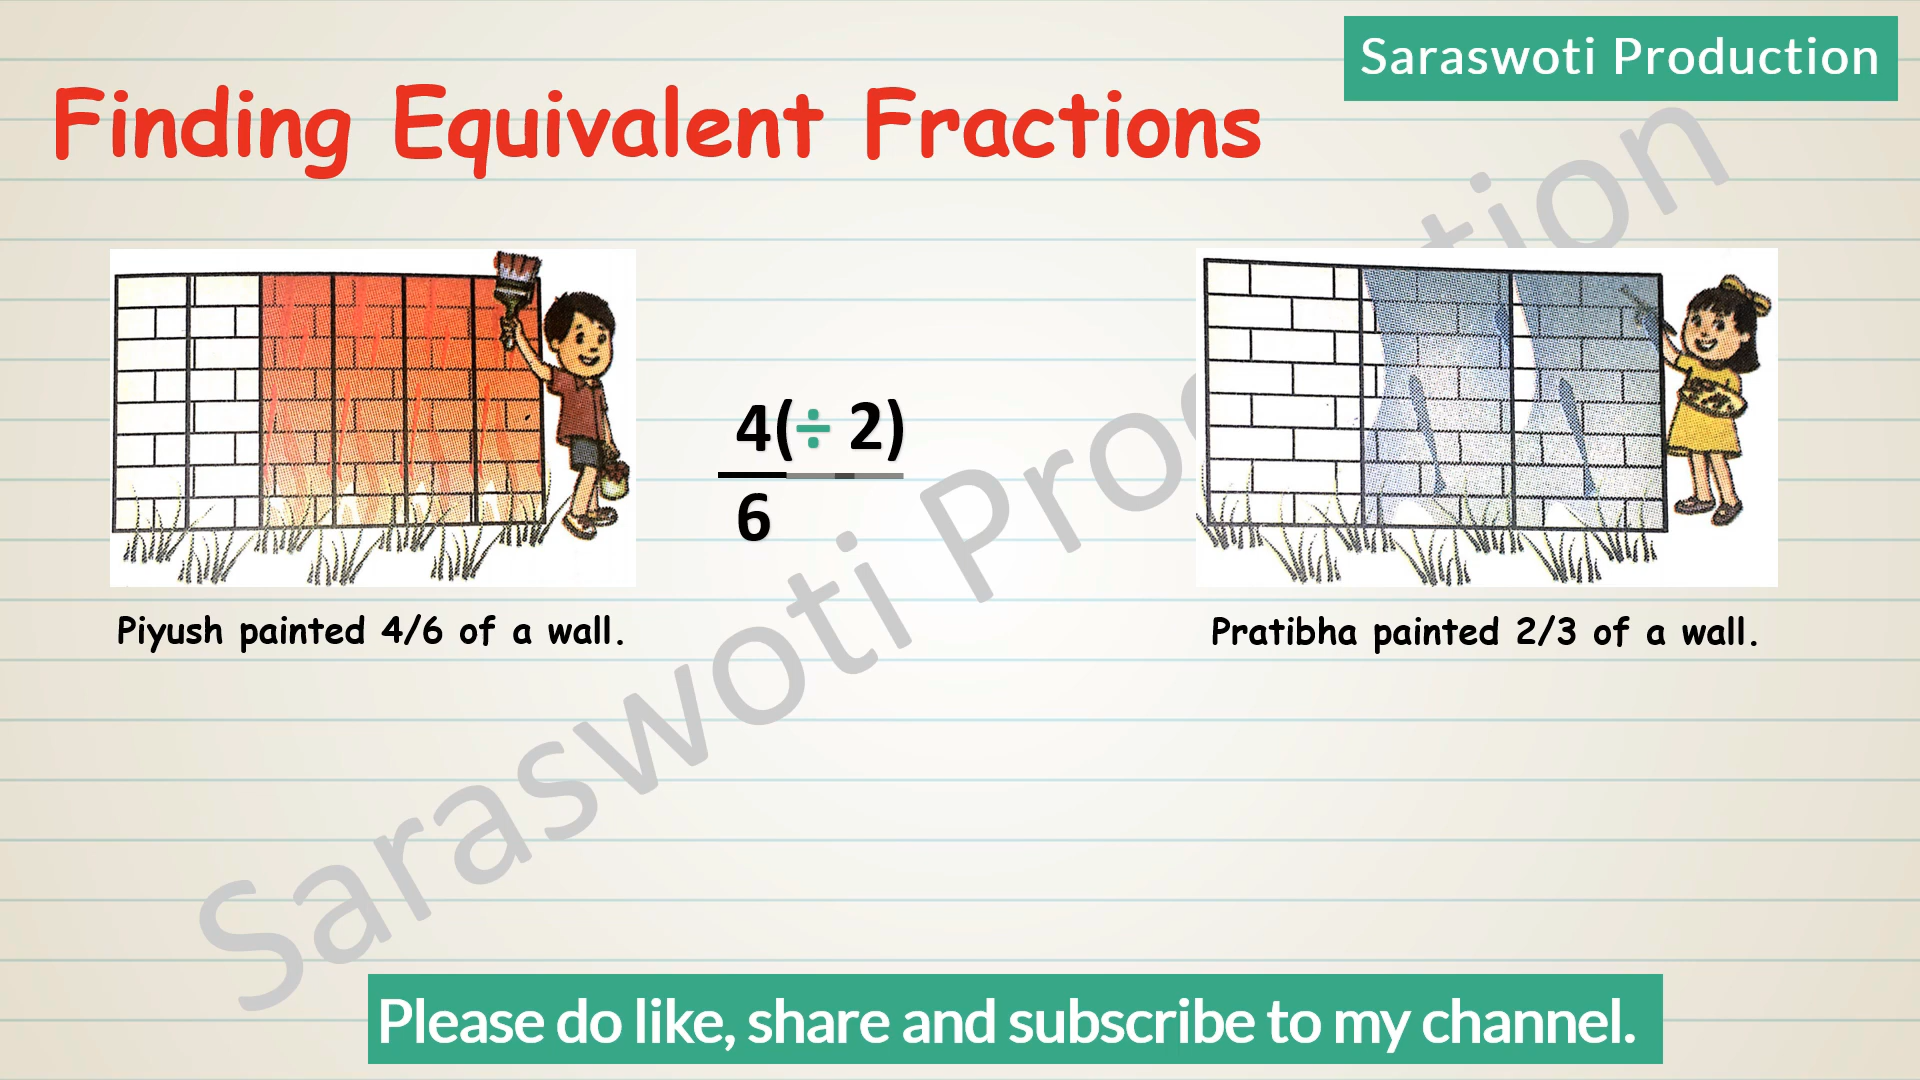 Saraswoti Production
Finding Equivalent Fractions
4(÷ 2)
6
Piyush painted 4/6 of a wall.
Pratibha painted 2/3 of a wall.
Saraswoti Production
Please do like, share and subscribe to my channel.